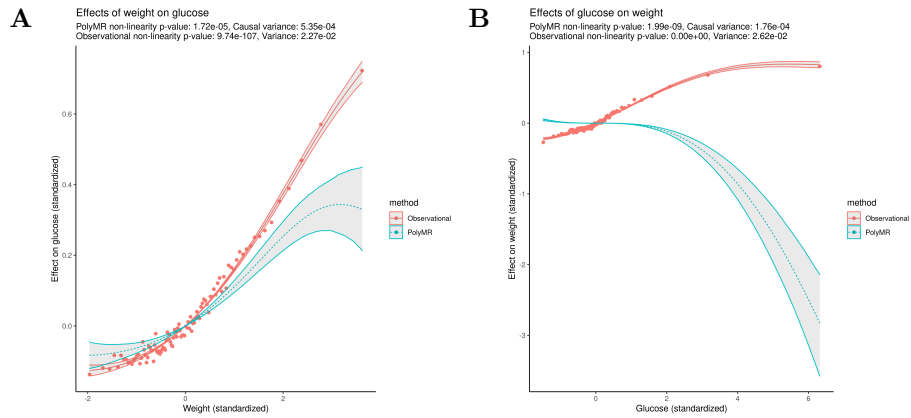 A
Effects of weight on glucose
PolyMR non-linearity p-value: 1.72e-05, Causal variance: 5.35e-04
Observational non-linearity p-value: 9.74e-107, Variance: 2.27e-02
Effect on glucose (standardized)
0.6
0.4
0.2
0.0
-2
0
2
Weight (standardized)
method
Observational
PolyMR
B
Effects of glucose on weight
PolyMR non-linearity p-value: 1.99e-09, Causal variance: 1.76e-04
Observational non-linearity p-value: 0.00e+00, Variance: 2.62e-02
Effect on weight (standardized)
1
0
-1
-2
-3
0
2
4
6
Glucose (standardized)
method
Observational
PolyMR